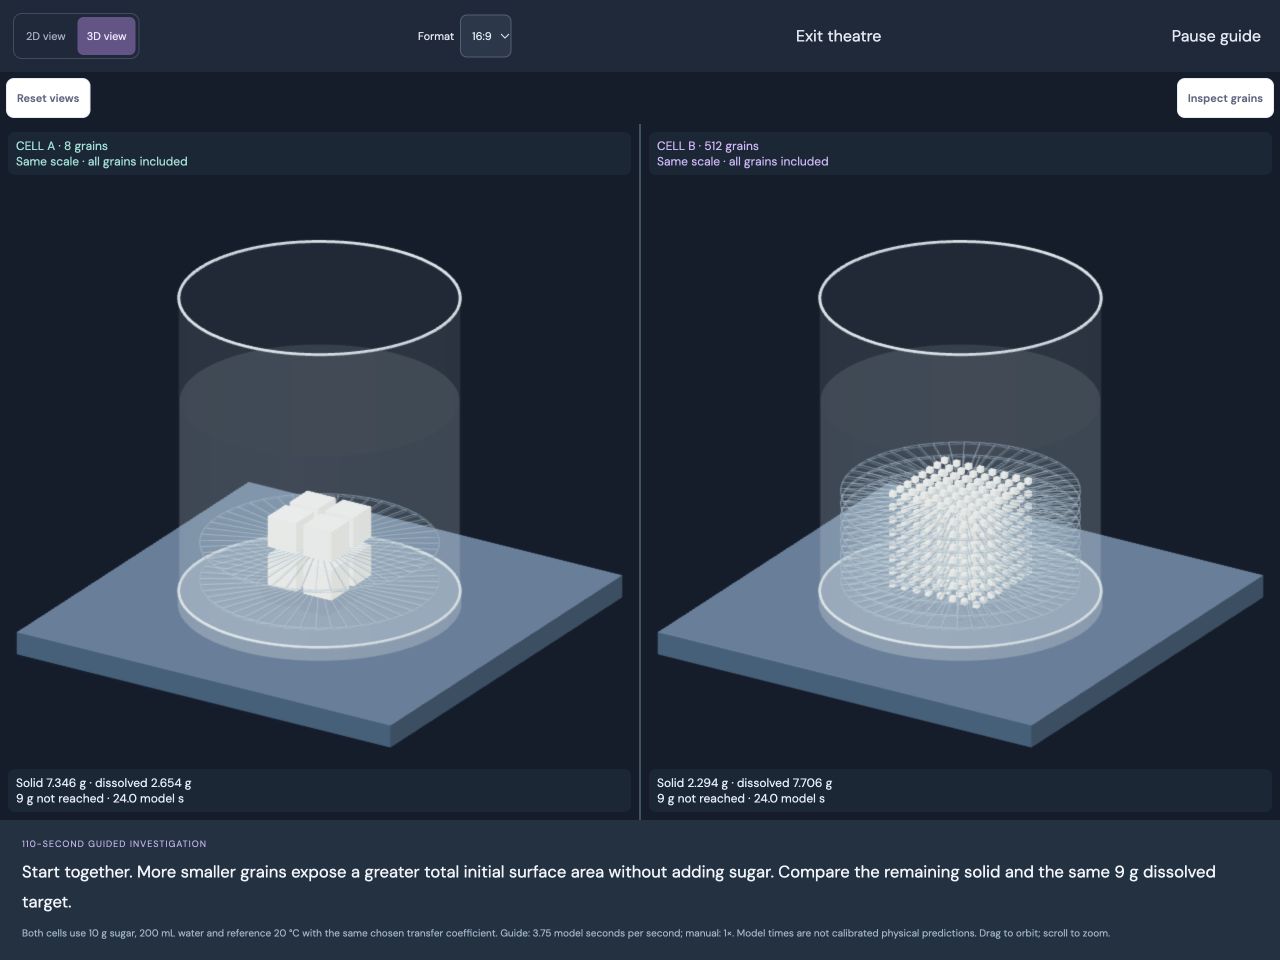 2D view
3D view
Format
16:9
Exit theatre
Pause guide
Reset views
Inspect grains
CELL A · 8 grains
Same scale · all grains included
CELL B · 512 grains
Same scale · all grains included
Solid 7.346 g · dissolved 2.654 g
9 g not reached · 24.0 model s
Solid 2.294 g · dissolved 7.706 g
9 g not reached · 24.0 model s
110-SECOND GUIDED INVESTIGATION
Start together. More smaller grains expose a greater total initial surface area without adding sugar. Compare the remaining solid and the same 9 g dissolved
target.
Both cells use 10 g sugar, 200 mL water and reference 20 °C with the same chosen transfer coefficient. Guide: 3.75 model seconds per second; manual: 1×. Model times are not calibrated physical predictions. Drag to orbit; scroll to zoom.